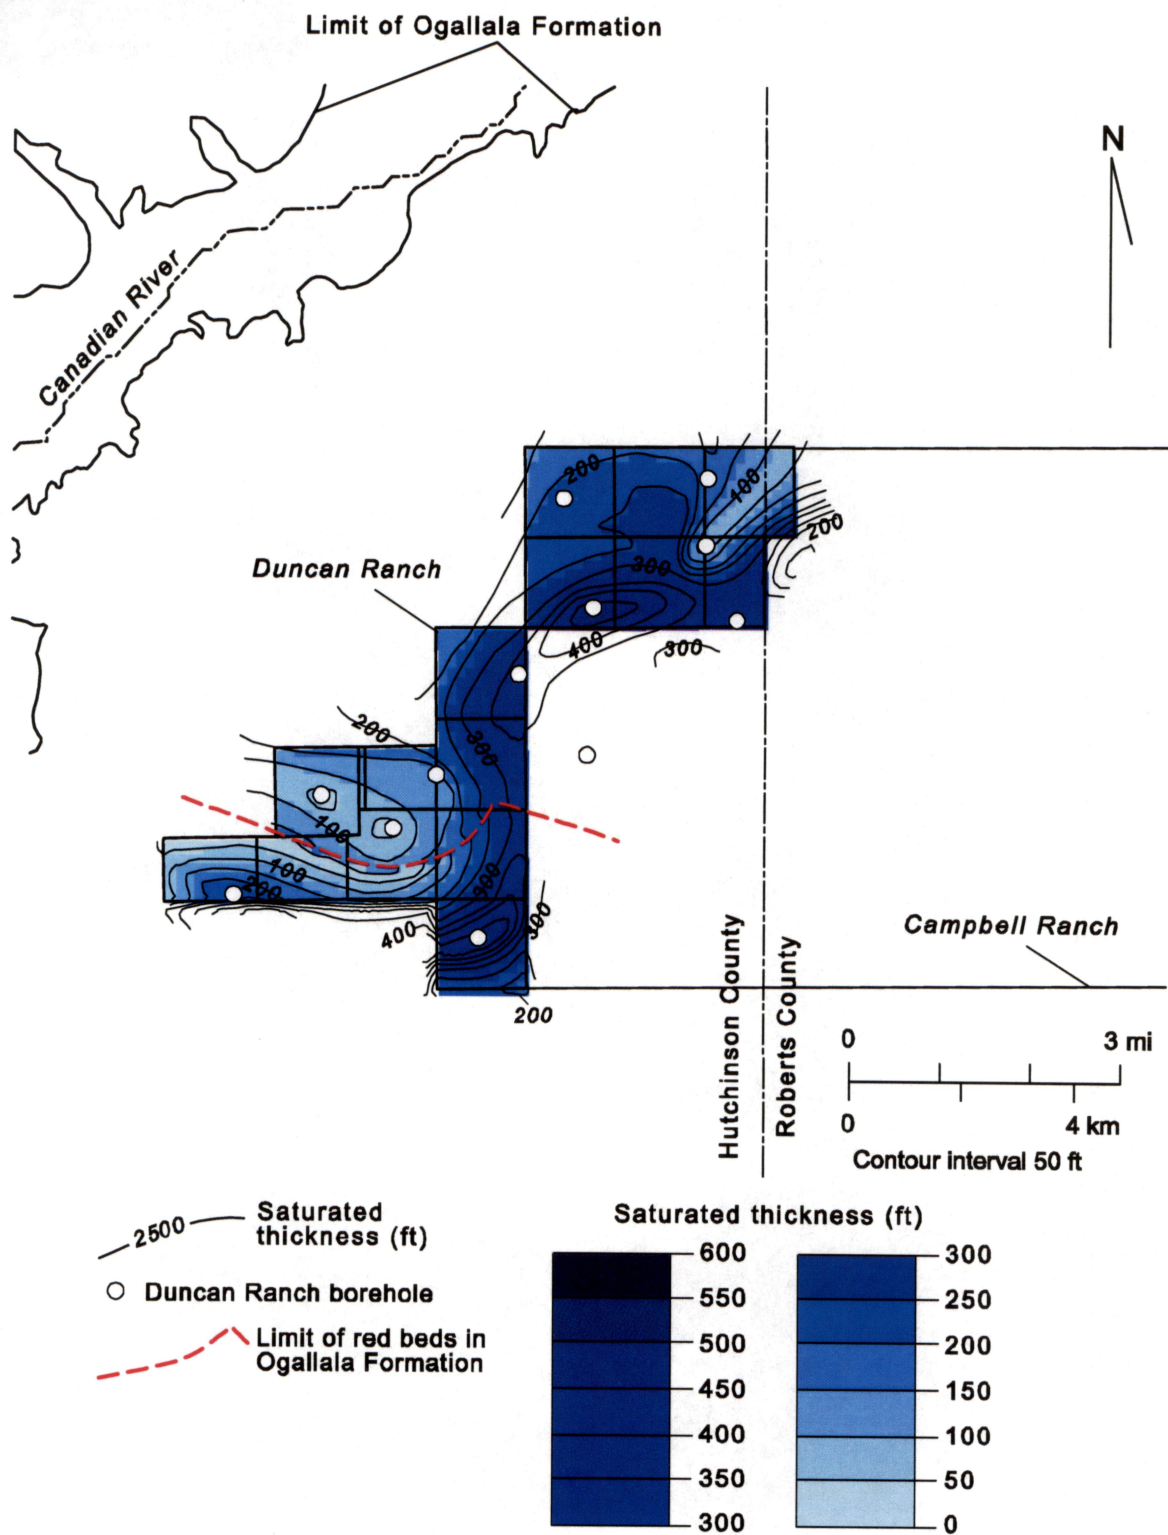 Limit of Ogallala Formation
N
Canadian River
200
100
200
Duncan Ranch
300
400
300
200
300
100
100
200
300
300
400
200
Campbell Ranch
Hutchinson County
Roberts County
0 3 mi
0 4 km
Contour interval 50 ft
2500
Saturated
thickness (ft)
Duncan Ranch borehole
Limit of red beds in
Ogallala Formation
Saturated thickness (ft)
600
550
500
450
400
350
300
300
250
200
150
100
50
0